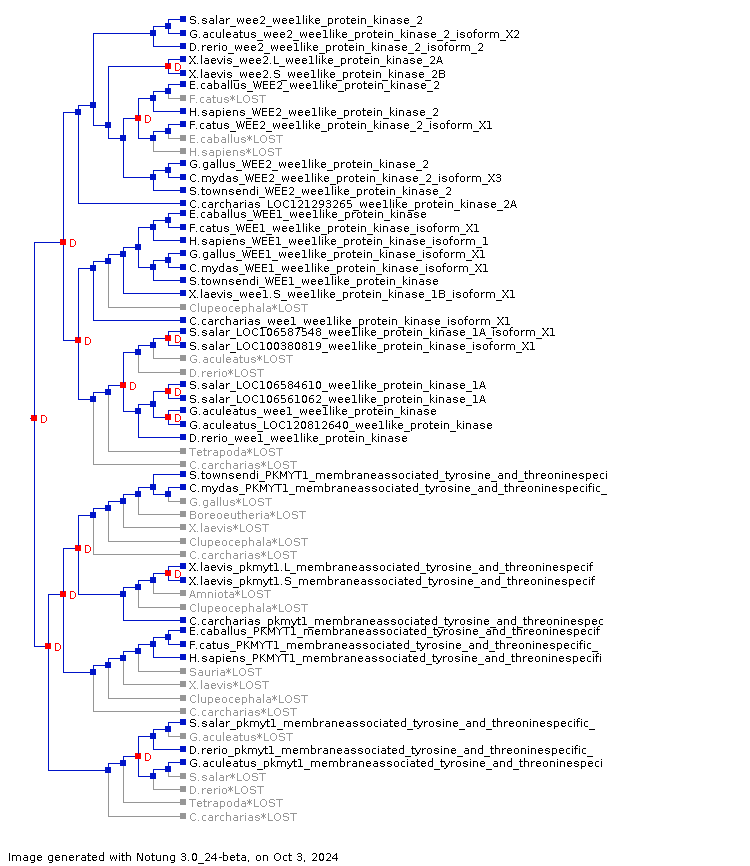 S.salar_wee2_wee1like_protein_kinase_2
G.aculeatus_wee2_wee1like_protein_kinase_2_isoform_X2
D.rerio_wee2_wee1like_protein_kinase_2_isoform_2
X.laevis_wee2.L_wee1like_protein_kinase_2A
D
X.laevis_wee2.S_wee1like_protein_kinase_2B
E.caballus_WEE2_wee1like_protein_kinase_2
F.catus*LOST
H.sapiens_WEE2_wee1like_protein_kinase_2
D
F.catus_WEE2_wee1like_protein_kinase_2_isoform_X1
E.caballus*LOST
H.sapiens*LOST
G.gallus_WEE2_wee1like_protein_kinase_2
C.mydas_WEE2_wee1like_protein_kinase_2_isoform_X3
S.townsendi_WEE2_wee1like_protein_kinase_2
C.carcharias_LOC121293265_wee1like_protein_kinase_2A
E.caballus_WEE1_wee1like_protein_kinase
F.catus_WEE1_wee1like_protein_kinase_isoform_X1
H.sapiens_WEE1_wee1like_protein_kinase_isoform_1
D
G.gallus_WEE1_wee1like_protein_kinase_isoform_X1
C.mydas_WEE1_wee1like_protein_kinase_isoform_X1
S.townsendi_WEE1_wee1like_protein_kinase
X.laevis_wee1.S_wee1like_protein_kinase_1B_isoform_X1
Clupeocephala*LOST
C.carcharias_wee1_wee1like_protein_kinase_isoform_X1
S.salar_LOC106587548_wee1like_protein_kinase_1A_isoform_X1
D
D
S.salar_LOC100380819_wee1like_protein_kinase_isoform_X1
G.aculeatus*LOST
D.rerio*LOST
S.salar_LOC106584610_wee1like_protein_kinase_1A
D
D
S.salar_LOC106561062_wee1like_protein_kinase_1A
G.aculeatus_wee1_wee1like_protein_kinase
D
D
G.aculeatus_LOC120812640_wee1like_protein_kinase
D.rerio_wee1_wee1like_protein_kinase
Tetrapoda*LOST
C.carcharias*LOST
S.townsendi_PKMYT1_membraneassociated_tyrosine_and_threoninespeci
C.mydas_PKMYT1_membraneassociated_tyrosine_and_threoninespecific_
G.gallus*LOST
Boreoeutheria*LOST
X.laevis*LOST
Clupeocephala*LOST
D
C.carcharias*LOST
X.laevis_pkmyt1.L_membraneassociated_tyrosine_and_threoninespecif
D
X.laevis_pkmyt1.S_membraneassociated_tyrosine_and_threoninespecif
Amniota*LOST
D
Clupeocephala*LOST
C.carcharias_pkmyt1_membraneassociated_tyrosine_and_threoninespec
E.caballus_PKMYT1_membraneassociated_tyrosine_and_threoninespecif
F.catus_PKMYT1_membraneassociated_tyrosine_and_threoninespecific_
D
H.sapiens_PKMYT1_membraneassociated_tyrosine_and_threoninespecifi
Sauria*LOST
X.laevis*LOST
Clupeocephala*LOST
C.carcharias*LOST
S.salar_pkmyt1_membraneassociated_tyrosine_and_threoninespecific_
G.aculeatus*LOST
D.rerio_pkmyt1_membraneassociated_tyrosine_and_threoninespecific_
D
G.aculeatus_pkmyt1_membraneassociated_tyrosine_and_threoninespeci
S.salar*LOST
D.rerio*LOST
Tetrapoda*LOST
C.carcharias*LOST
Image generated with Notung 3.0_24-beta, on Oct 3, 2024